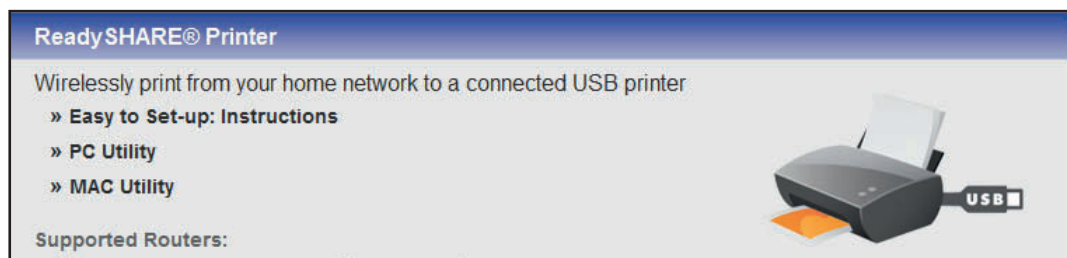 ReadySHARE® Printer
Wirelessly print from your home network to a connected USB printer
» Easy to Set-up: Instructions
» PC Utility
» MAC Utility
USB
Supported Routers: